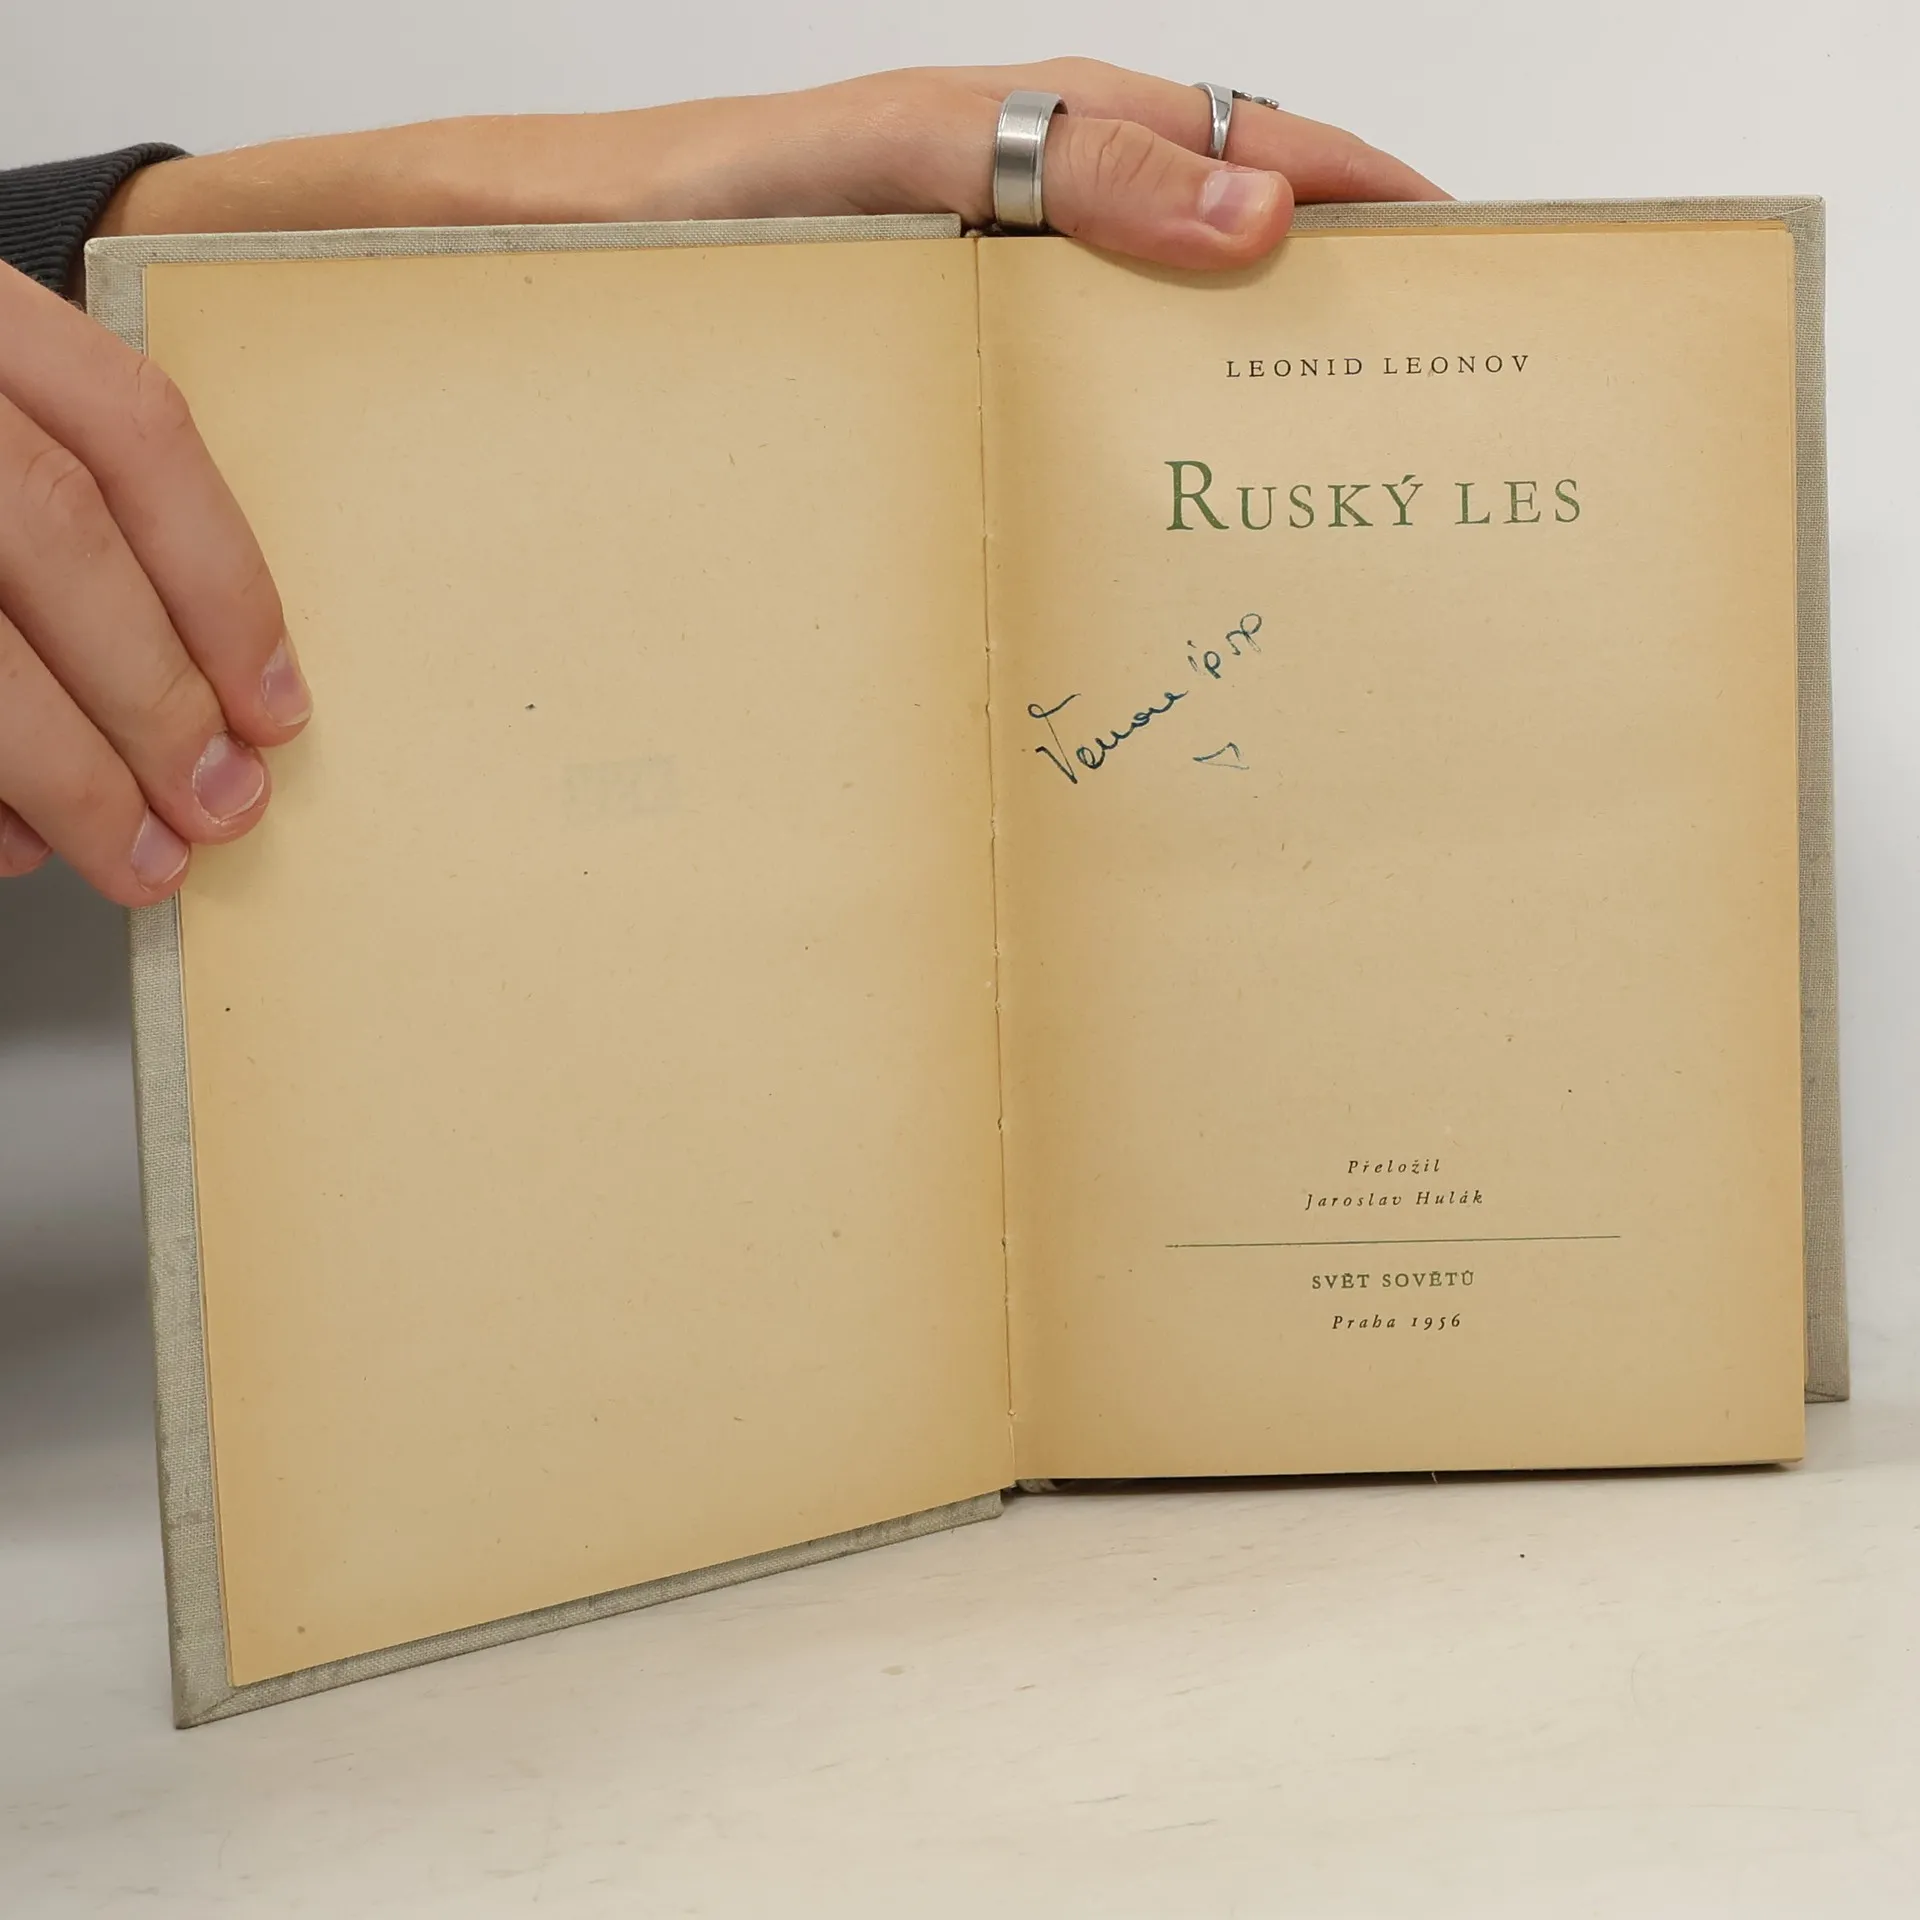 LEONID LEONOV
RUSKÝ LES
Přeložil
Jaroslav Hulák
SVĚT SOVĚTŮ
Praha 1956